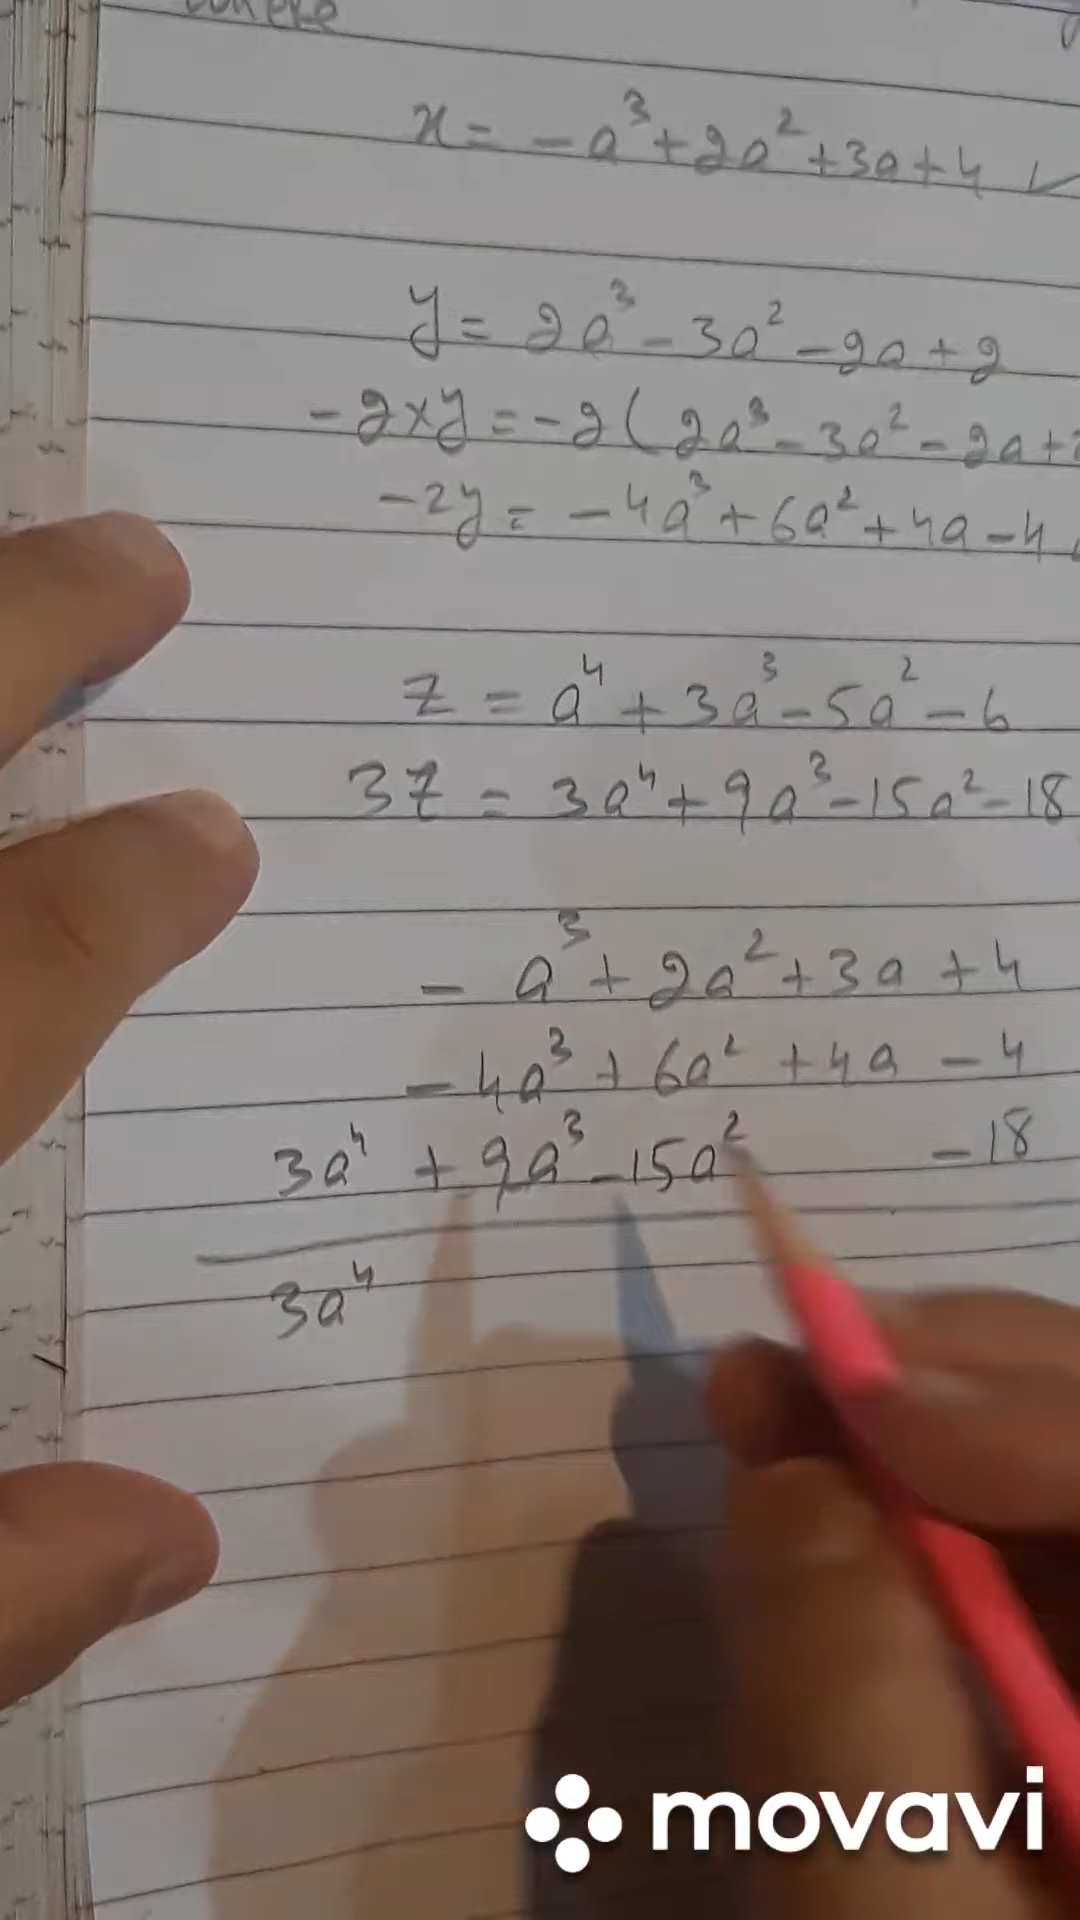 where
x = -a³ + 2a² + 3a + 4 ✓
y = 2a³ - 3a² - 2a + 2
-2xy = -2(2a³ - 3a² - 2a +
-2y = -4a³ + 6a² + 4a - 4
z = a⁴ + 3a³ - 5a² - 6
3z = 3a⁴ + 9a³ - 15a² - 18
- a³ + 2a² + 3a + 4
- 4a³ + 6a² + 4a - 4
3a⁴ + 9a³ - 15a² - 18
3a⁴
movavi